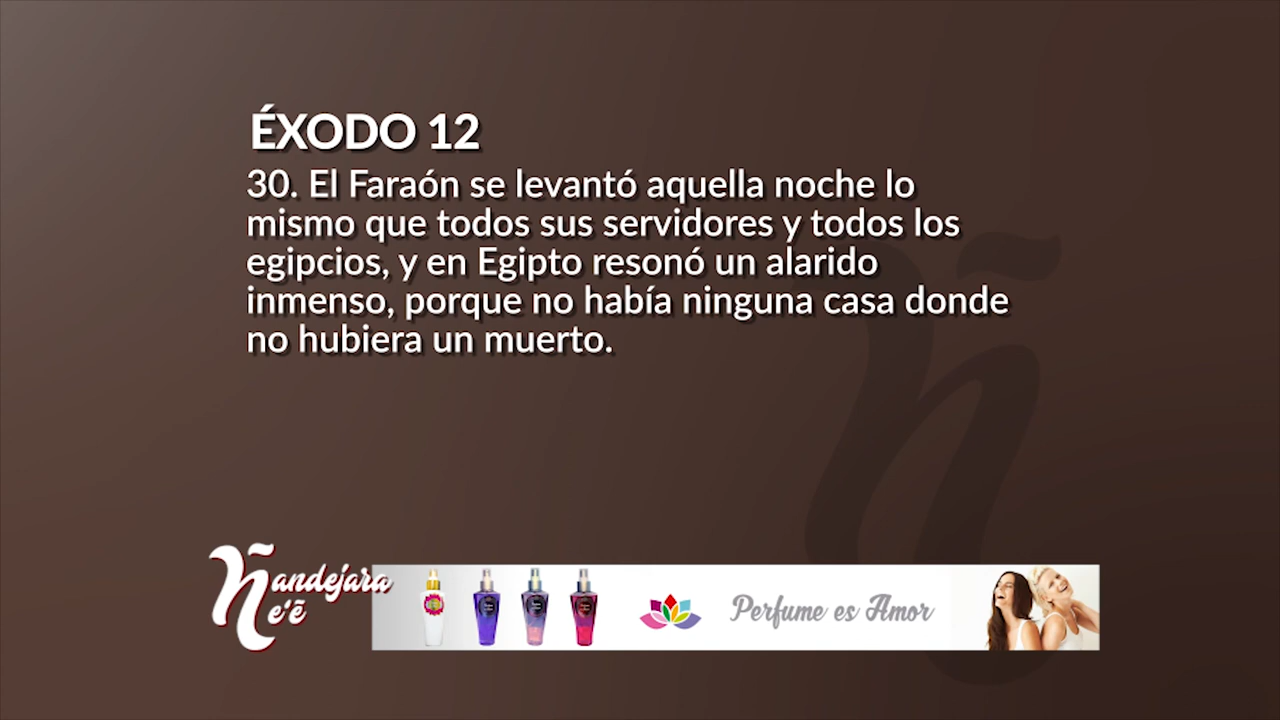 ÉXODO 12
30. El Faraón se levantó aquella noche lo
mismo que todos sus servidores y todos los
egipcios, y en Egipto resonó un alarido
inmenso, porque no había ninguna casa donde
no hubiera un muerto.
Ñandejara
Ñe'ẽ
Perfume es Amor